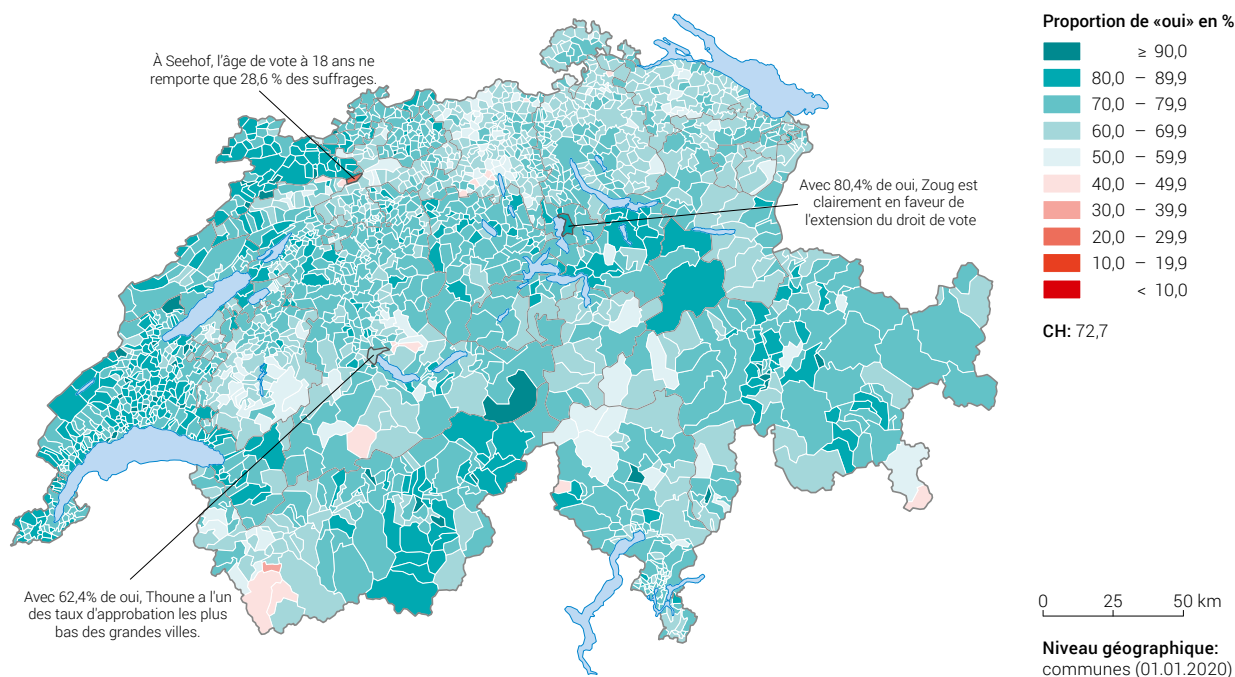 À Seehof, l'âge de vote à 18 ans ne
remporte que 28,6 % des suffrages.
Avec 80,4% de oui, Zoug est
clairement en faveur de
l'extension du droit de vote
Avec 62,4% de oui, Thoune a l'un
des taux d'approbation les plus
bas des grandes villes.
Proportion de «oui» en %
≥ 90,0
80,0 – 89,9
70,0 – 79,9
60,0 – 69,9
50,0 – 59,9
40,0 – 49,9
30,0 – 39,9
20,0 – 29,9
10,0 – 19,9
< 10,0
CH: 72,7
0 25 50 km
Niveau géographique:
communes (01.01.2020)